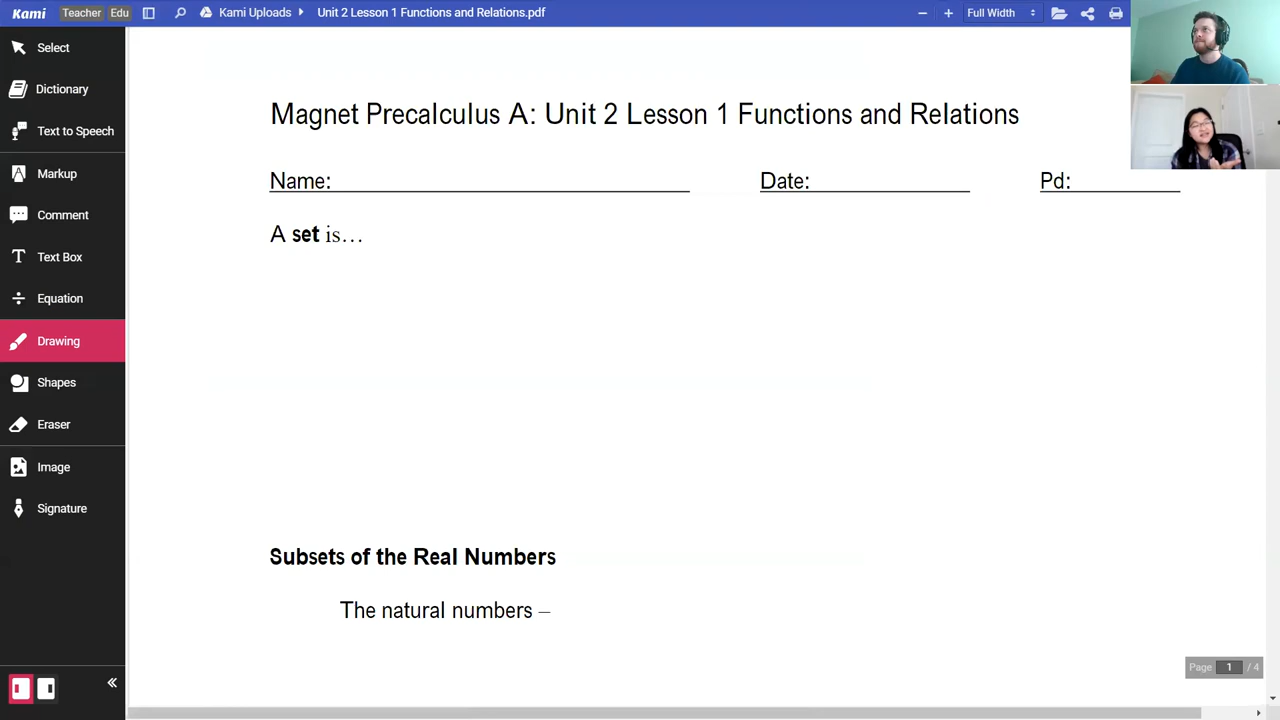 Kami Teacher Edu Kami Uploads Unit 2 Lesson 1 Functions and Relations.pdf Full Width
Select
Dictionary
Text to Speech
Markup
Comment
Text Box
Equation
Drawing
Shapes
Eraser
Image
Signature
Magnet Precalculus A: Unit 2 Lesson 1 Functions and Relations
Name: Date: Pd:
A set is…
Subsets of the Real Numbers
The natural numbers –
Page 1 / 4